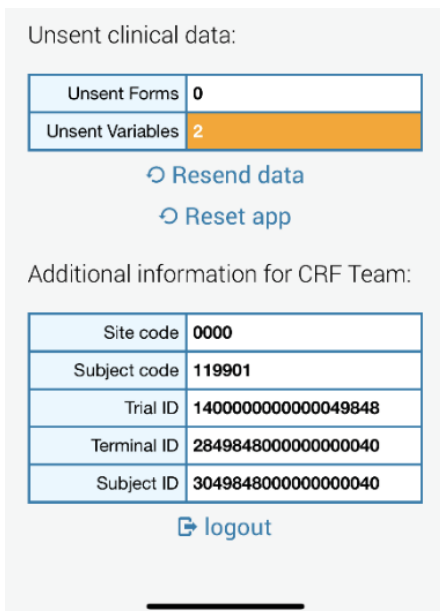 Unsent clinical data:
Unsent Forms 0
Unsent Variables 2
Resend data
Reset app
Additional information for CRF Team:
Site code 0000
Subject code 119901
Trial ID 1400000000000049848
Terminal ID 2849848000000000040
Subject ID 3049848000000000040
logout